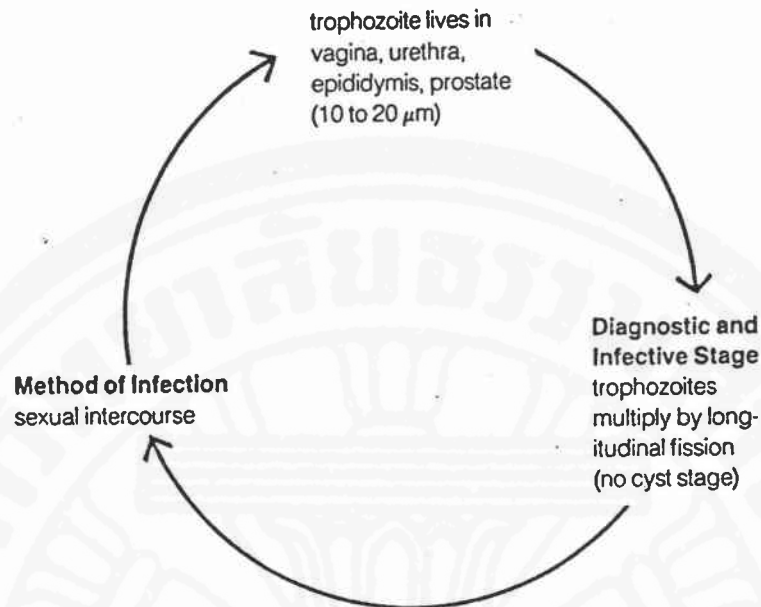 trophozoite lives in
vagina, urethra,
epididymis, prostate
(10 to 20 μm)
Diagnostic and
Infective Stage
trophozoites
multiply by long-
itudinal fission
(no cyst stage)
Method of Infection
sexual intercourse